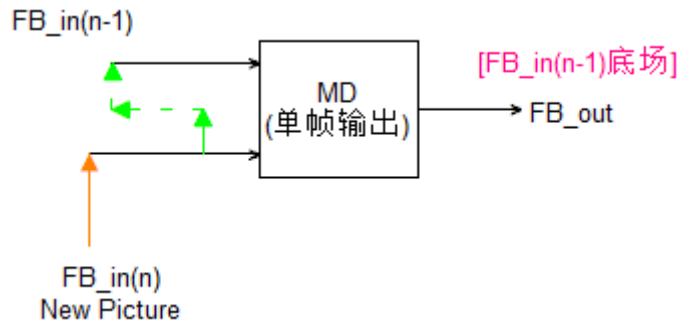 FB_in(n-1)
[FB_in(n-1)底场]
MD
(单帧输出)
FB_out
FB_in(n)
New Picture